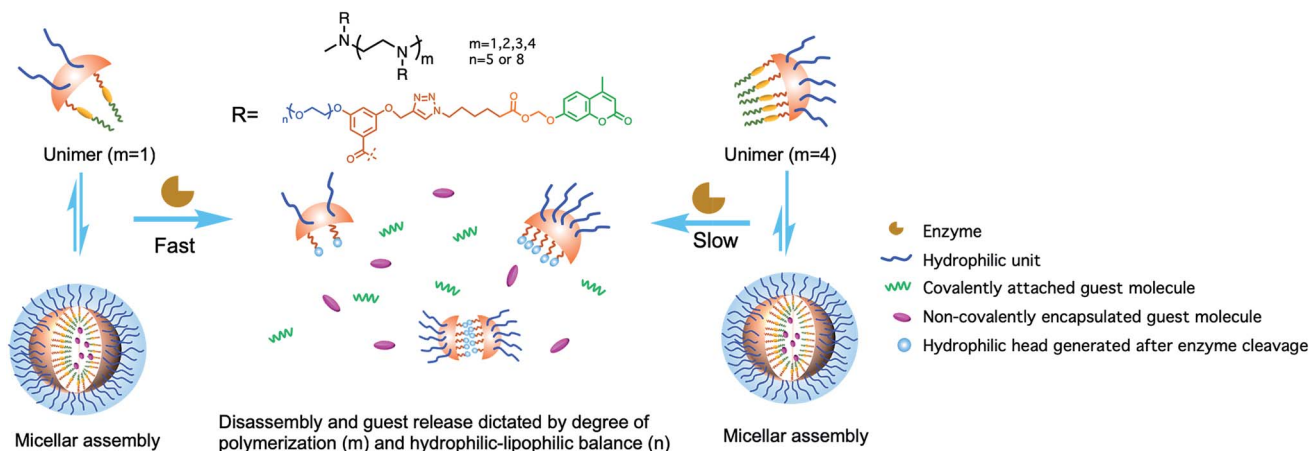 R
N
N
m
R
m=1,2,3,4
n=5 or 8
R=
n
O
O
O
N=N
N
O
O
O
O
O
O
Unimer (m=1)
Unimer (m=4)
Fast
Slow
Micellar assembly
Micellar assembly
Disassembly and guest release dictated by degree of
polymerization (m) and hydrophilic-lipophilic balance (n)
Enzyme
Hydrophilic unit
Covalently attached guest molecule
Non-covalently encapsulated guest molecule
Hydrophilic head generated after enzyme cleavage